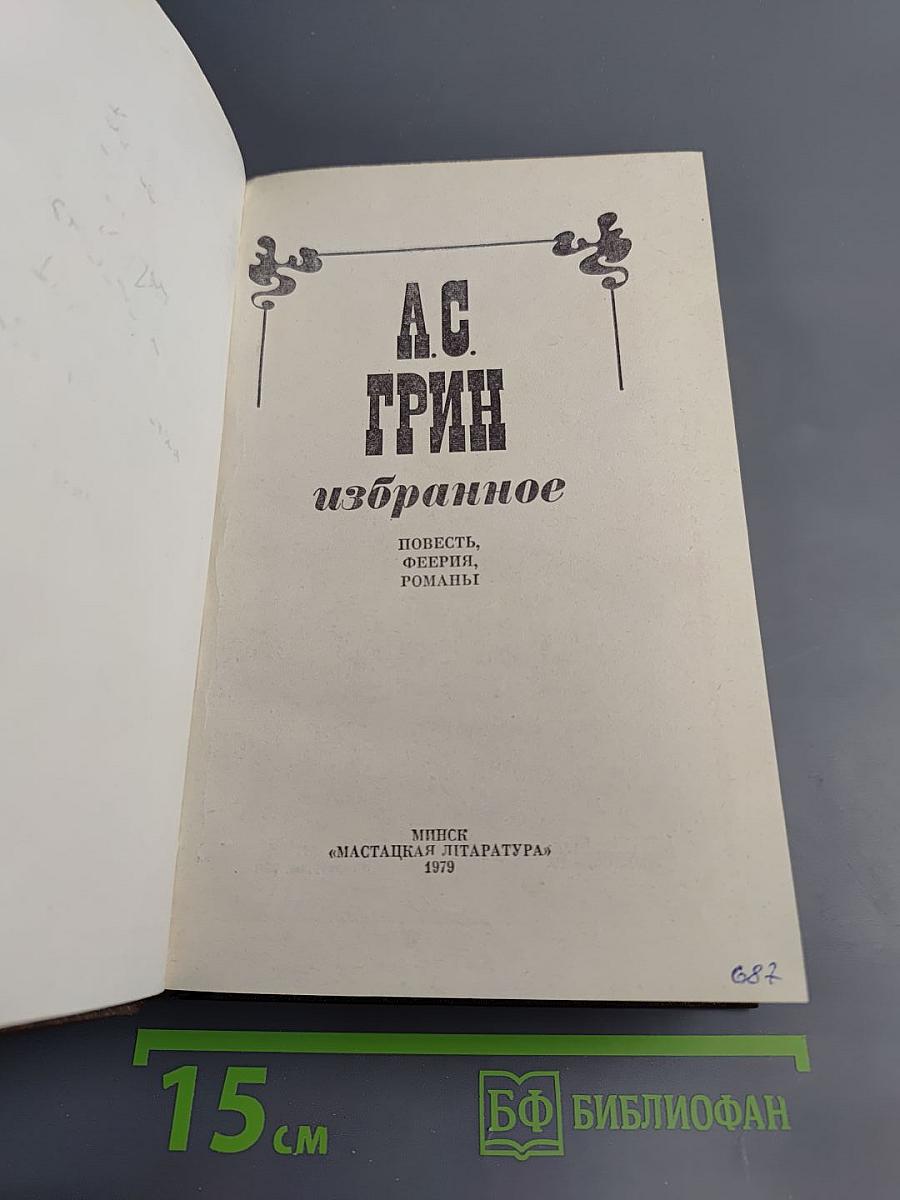 А. С.
ГРИН
избранное
ПОВЕСТЬ,
ФЕЕРИЯ,
РОМАНЫ
МИНСК
«МАСТАЦКАЯ ЛІТАРАТУРА»
1979
687
15 см
БФ БИБЛИОФАН